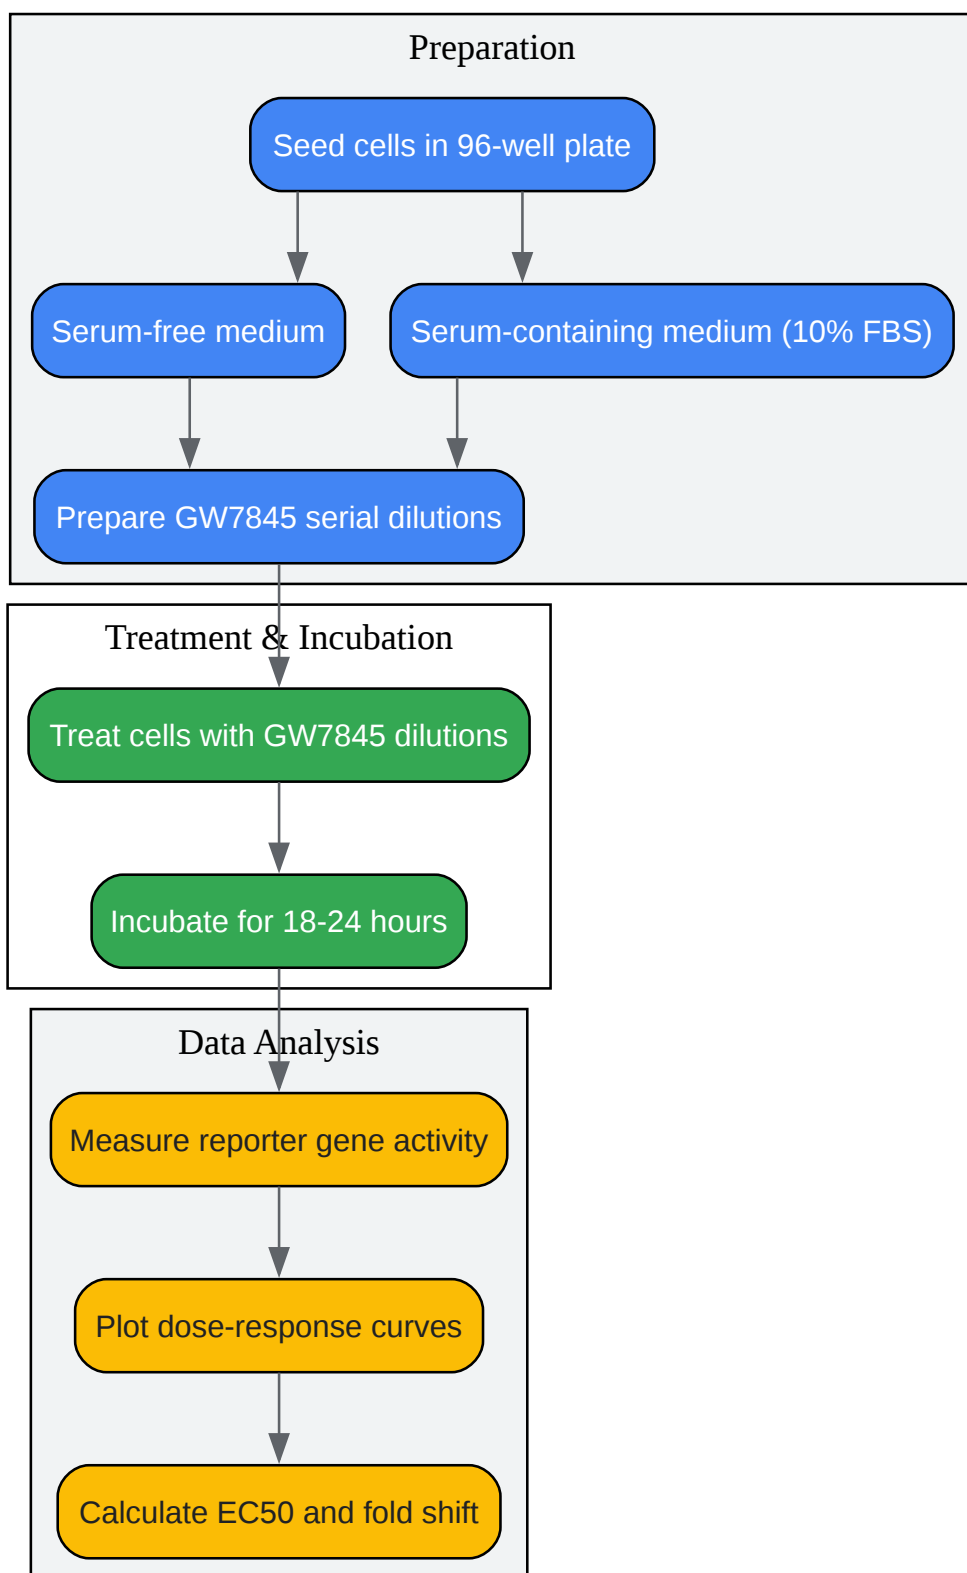 Preparation
Seed cells in 96-well plate
Serum-free medium
Serum-containing medium (10% FBS)
Prepare GW7845 serial dilutions
Treatment & Incubation
Treat cells with GW7845 dilutions
Incubate for 18-24 hours
Data Analysis
Measure reporter gene activity
Plot dose-response curves
Calculate EC50 and fold shift